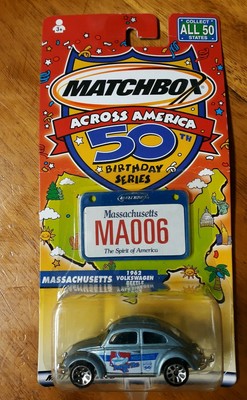 COLLECT
ALL 50
STATES
3+
MATCHBOX
ACROSS AMERICA
50TH
BIRTHDAY
SERIES
Massachusetts
MA006
The Spirit of America
MASSACHUSETTS
1962
VOLKSWAGEN
BEETLE